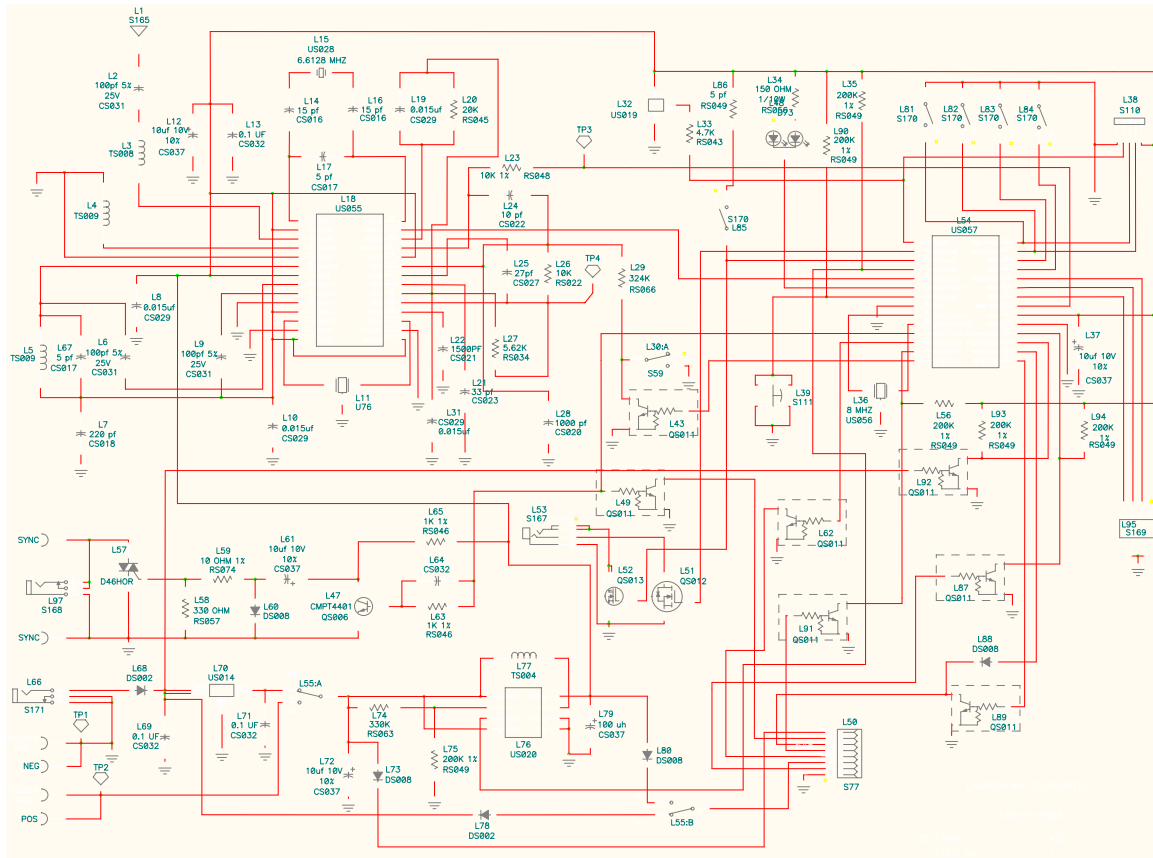 L1
S165
L2
100pf 5%
25V
CS031
L12
10uf 10V
10%
CS037
L13
0.1 UF
CS032
L3
TS008
L4
TS009
L15
US028
6.6128 MHZ
L14
15 pf
CS016
L16
15 pf
CS016
L19
0.015uf
CS029
L20
20K
RS045
L17
5 pf
CS017
L18
US055
L23
10K 1%
RS048
L24
10 pf
CS022
TP3
L32
US019
L33
4.7K
RS043
L86
5 pf
RS049
L34
150 OHM
1/10W
L35
200K
1%
RS049
L90
200K
1%
RS049
L81
S170
L82
S170
L83
S170
L84
S170
L38
S110
S170
L85
L54
US057
L25
27pf
CS027
L26
10K
RS022
TP4
L29
324K
RS066
L8
0.015uf
CS029
L5
TS009
L67
5 pf
CS017
L6
100pf 5%
25V
CS031
L9
100pf 5%
25V
CS031
L22
1500PF
CS021
L27
5.62K
RS034
L21
33 pf
CS023
L11
U76
L10
0.015uf
CS029
L31
CS029
0.015uf
L28
1000 pf
CS020
L7
220 pf
CS018
L30:A
S59
L43
QS011
L39
S111
L36
8 MHZ
US056
L37
10uf 10V
10%
CS037
L56
200K
1%
RS049
L93
200K
1%
RS049
L94
200K
1%
RS049
L92
QS011
L49
QS011
L53
S167
L62
QS011
L95
S169
SYNC
L57
D46HOR
L97
S168
SYNC
L59
10 OHM 1%
RS074
L61
10uf 10V
10%
CS037
L65
1K 1%
RS046
L64
CS032
L63
1K 1%
RS046
L58
330 OHM
RS057
L60
DS008
L47
CMPT4401
QS006
L52
QS013
L51
QS012
L87
QS011
L91
QS011
L88
DS008
L89
QS011
L66
S171
L68
DS002
L70
US014
L55:A
L69
0.1 UF
CS032
L71
0.1 UF
CS032
TP1
NEG
TP2
POS
L77
TS004
L74
330K
RS063
L76
US020
L79
100 uh
CS037
L75
200K 1%
RS049
L72
10uf 10V
10%
CS037
L73
DS008
L80
DS008
L78
DS002
L55:B
L50
S77